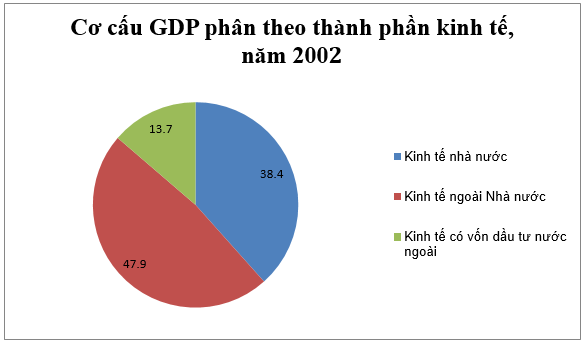 Cơ cấu GDP phân theo thành phần kinh tế,
năm 2002
13.7
38.4
47.9
Kinh tế nhà nước
Kinh tế ngoài Nhà nước
Kinh tế có vốn dầu tư nước
ngoài